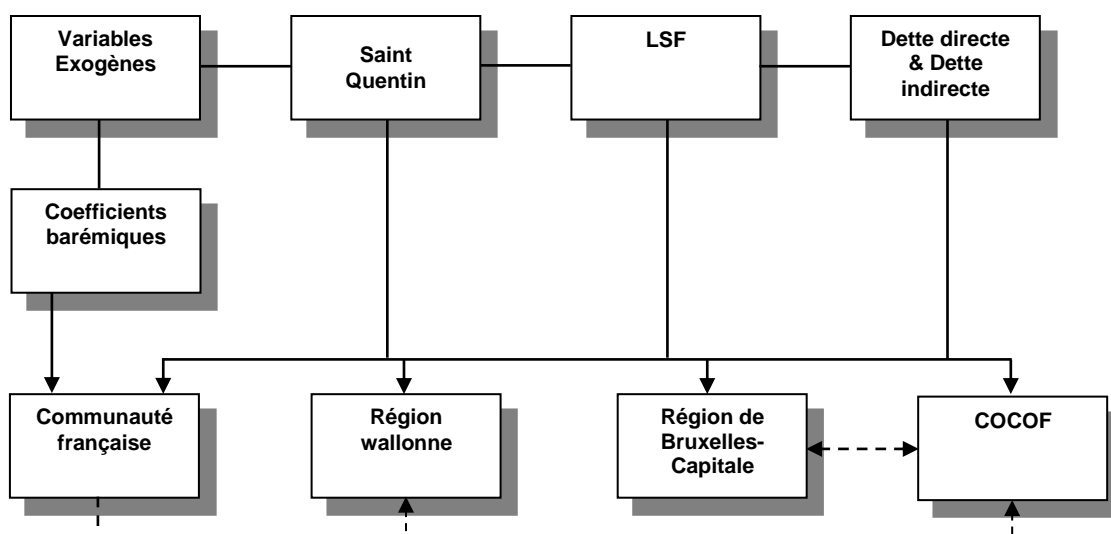 Variables
Exogènes
Saint
Quentin
LSF
Dette directe
& Dette
indirecte
Coefficients
barémiques
Communauté
française
Région
wallonne
Région de
Bruxelles-
Capitale
COCOF